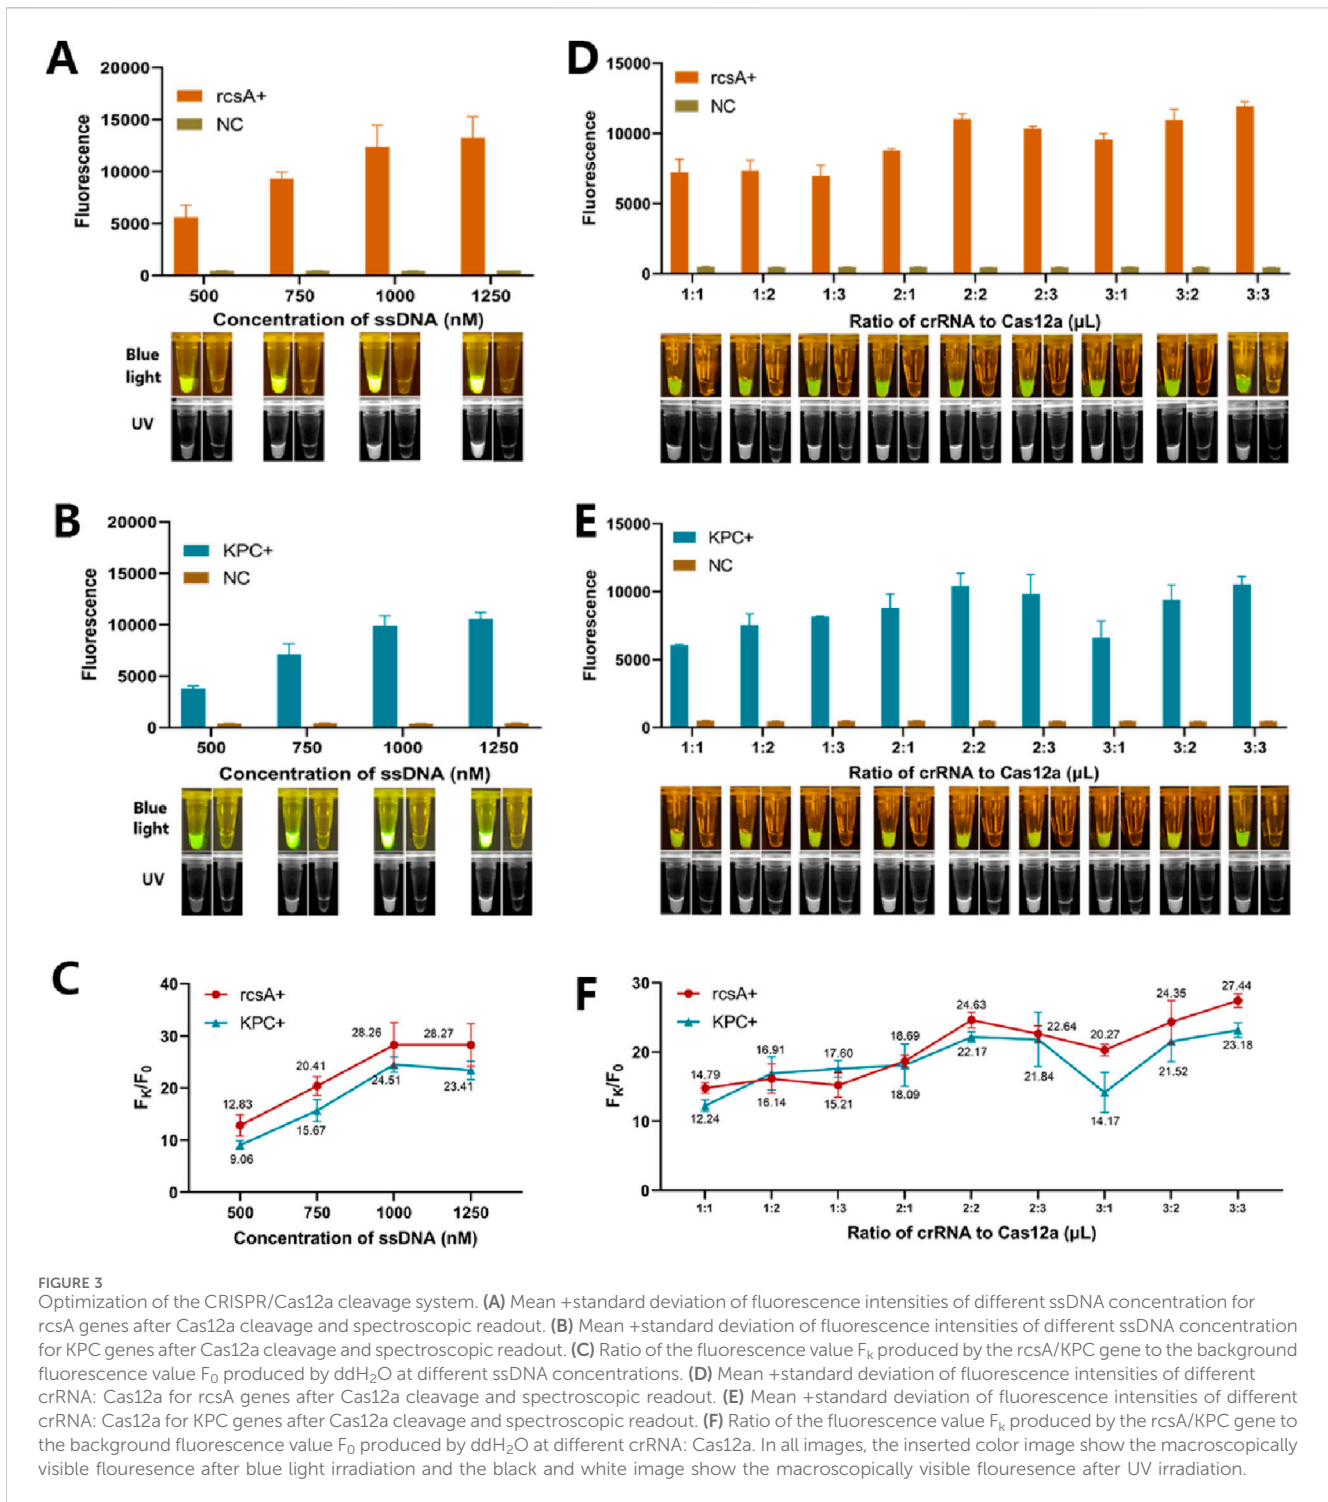 A
20000
15000
10000
5000
0
Fluorescence
rcsA+
NC
500 750 1000 1250
Concentration of ssDNA (nM)
Blue
light
UV
D
15000
10000
5000
0
Fluorescence
rcsA+
NC
1:1 1:2 1:3 2:1 2:2 2:3 3:1 3:2 3:3
Ratio of crRNA to Cas12a (µL)
B
20000
15000
10000
5000
0
Fluorescence
KPC+
NC
500 750 1000 1250
Concentration of ssDNA (nM)
Blue
light
UV
E
15000
10000
5000
0
Fluorescence
KPC+
NC
1:1 1:2 1:3 2:1 2:2 2:3 3:1 3:2 3:3
Ratio of crRNA to Cas12a (µL)
C
40
30
20
10
0
F_K/F_0
rcsA+
KPC+
12.83 20.41 28.26 28.27
9.06 15.67 24.51 23.41
500 750 1000 1250
Concentration of ssDNA (nM)
F
30
20
10
0
F_K/F_0
rcsA+
KPC+
14.79 16.91 17.60 18.69 24.63 22.64 20.27 24.35 27.44
12.24 16.14 15.21 18.09 22.17 21.84 14.17 21.52 23.18
1:1 1:2 1:3 2:1 2:2 2:3 3:1 3:2 3:3
Ratio of crRNA to Cas12a (µL)
FIGURE 3
Optimization of the CRISPR/Cas12a cleavage system. (A) Mean +standard deviation of fluorescence intensities of different ssDNA concentration for
rcsA genes after Cas12a cleavage and spectroscopic readout. (B) Mean +standard deviation of fluorescence intensities of different ssDNA concentration
for KPC genes after Cas12a cleavage and spectroscopic readout. (C) Ratio of the fluorescence value F_k produced by the rcsA/KPC gene to the background
fluorescence value F_0 produced by ddH_2O at different ssDNA concentrations. (D) Mean +standard deviation of fluorescence intensities of different
crRNA: Cas12a for rcsA genes after Cas12a cleavage and spectroscopic readout. (E) Mean +standard deviation of fluorescence intensities of different
crRNA: Cas12a for KPC genes after Cas12a cleavage and spectroscopic readout. (F) Ratio of the fluorescence value F_k produced by the rcsA/KPC gene to
the background fluorescence value F_0 produced by ddH_2O at different crRNA: Cas12a. In all images, the inserted color image show the macroscopically
visible flouresence after blue light irradiation and the black and white image show the macroscopically visible flouresence after UV irradiation.